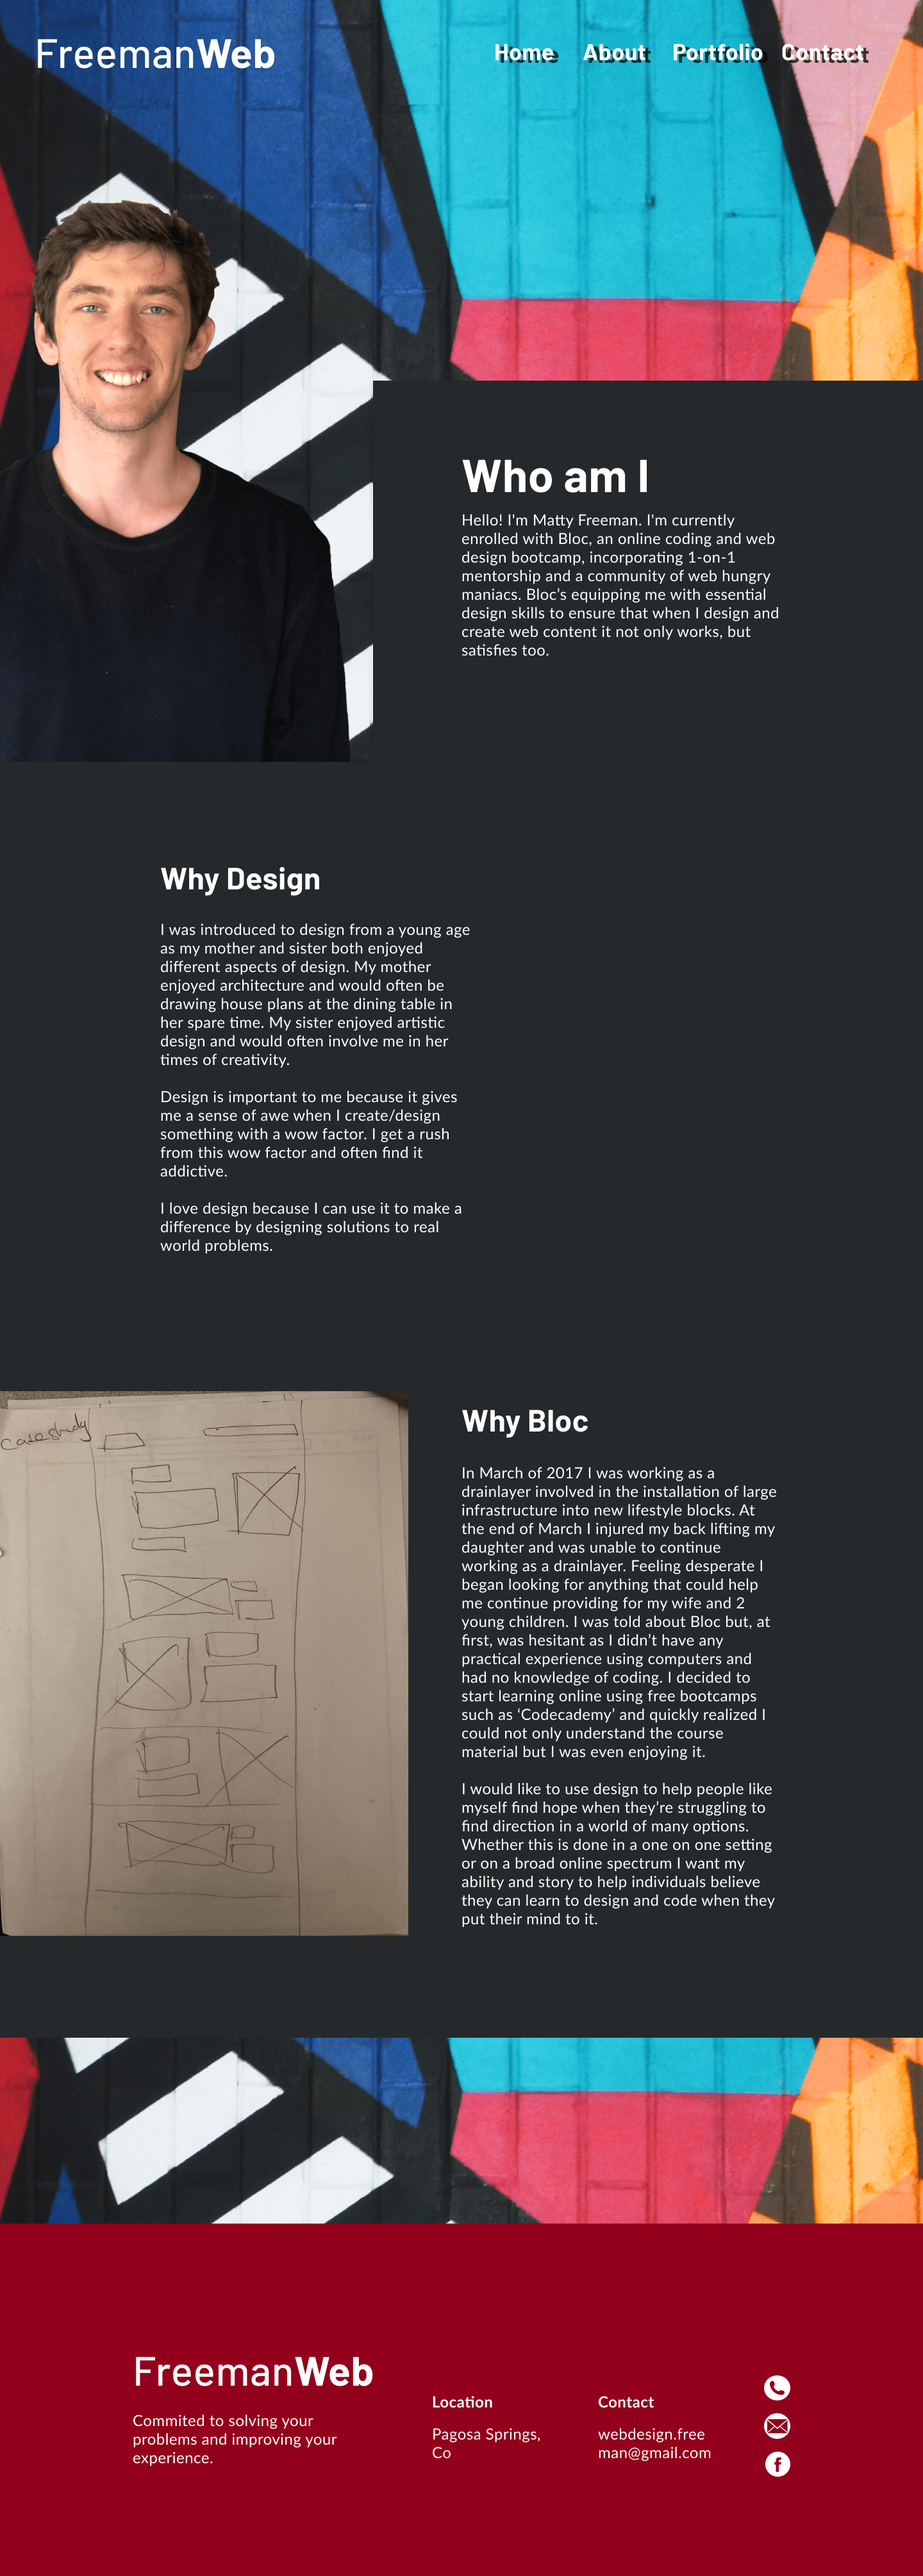 FreemanWeb
Home About Portfolio Contact
Who am I
Hello! I'm Matty Freeman. I'm currently
enrolled with Bloc, an online coding and web
design bootcamp, incorporating 1-on-1
mentorship and a community of web hungry
maniacs. Bloc's equipping me with essential
design skills to ensure that when I design and
create web content it not only works, but
satisfies too.
Why Design
I was introduced to design from a young age
as my mother and sister both enjoyed
different aspects of design. My mother
enjoyed architecture and would often be
drawing house plans at the dining table in
her spare time. My sister enjoyed artistic
design and would often involve me in her
times of creativity.
Design is important to me because it gives
me a sense of awe when I create/design
something with a wow factor. I get a rush
from this wow factor and often find it
addictive.
I love design because I can use it to make a
difference by designing solutions to real
world problems.
Case study
Why Bloc
In March of 2017 I was working as a
drainlayer involved in the installation of large
infrastructure into new lifestyle blocks. At
the end of March I injured my back lifting my
daughter and was unable to continue
working as a drainlayer. Feeling desperate I
began looking for anything that could help
me continue providing for my wife and 2
young children. I was told about Bloc but, at
first, was hesitant as I didn't have any
practical experience using computers and
had no knowledge of coding. I decided to
start learning online using free bootcamps
such as ‘Codecademy’ and quickly realized I
could not only understand the course
material but I was even enjoying it.
I would like to use design to help people like
myself find hope when they're struggling to
find direction in a world of many options.
Whether this is done in a one on one setting
or on a broad online spectrum I want my
ability and story to help individuals believe
they can learn to design and code when they
put their mind to it.
FreemanWeb
Commited to solving your
problems and improving your
experience.
Location
Pagosa Springs,
Co
Contact
webdesign.free
man@gmail.com